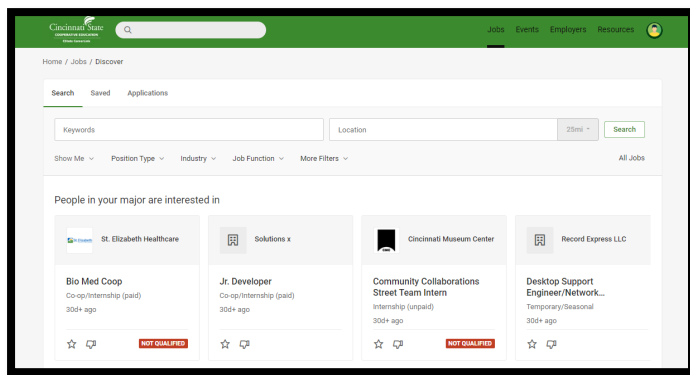 Cincinnati State
COOPERATIVE EDUCATION
Jobs Events Employers Resources
Home / Jobs / Discover
Search Saved Applications
Keywords Location 25mi Search
Show Me Position Type Industry Job Function More Filters All Jobs
People in your major are interested in
St. Elizabeth Healthcare Solutions x Cincinnati Museum Center Record Express LLC
Bio Med Coop
Co-op/Internship (paid)
30d+ ago
NOT QUALIFIED
Jr. Developer
Co-op/Internship (paid)
30d+ ago
Community Collaborations
Street Team Intern
Internship (unpaid)
30d+ ago
NOT QUALIFIED
Desktop Support
Engineer/Network...
Temporary/Seasonal
30d+ ago